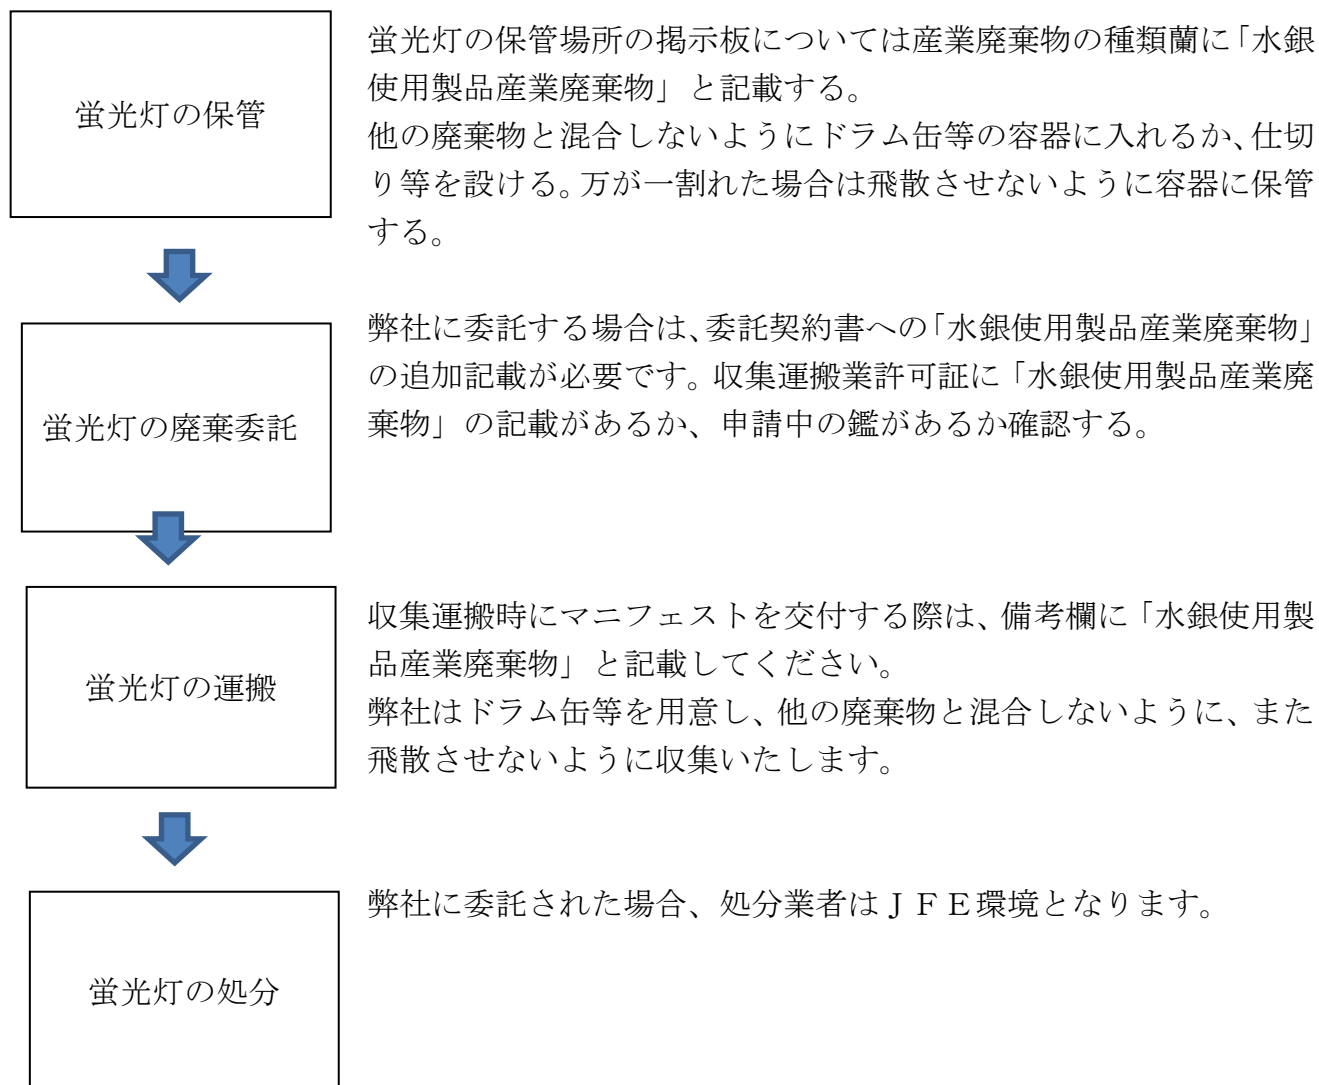 蛍光灯の保管
蛍光灯の保管場所の掲示板については産業廃棄物の種類蘭に「水銀
使用製品産業廃棄物」と記載する。
他の廃棄物と混合しないようにドラム缶等の容器に入れるか、仕切
り等を設ける。万が一割れた場合は飛散させないように容器に保管
する。
蛍光灯の廃棄委託
弊社に委託する場合は、委託契約書への「水銀使用製品産業廃棄物」
の追加記載が必要です。収集運搬業許可証に「水銀使用製品産業廃
棄物」の記載があるか、申請中の鑑があるか確認する。
蛍光灯の運搬
収集運搬時にマニフェストを交付する際は、備考欄に「水銀使用製
品産業廃棄物」と記載してください。
弊社はドラム缶等を用意し、他の廃棄物と混合しないように、また
飛散させないように収集いたします。
蛍光灯の処分
弊社に委託された場合、処分業者はＪＦＥ環境となります。